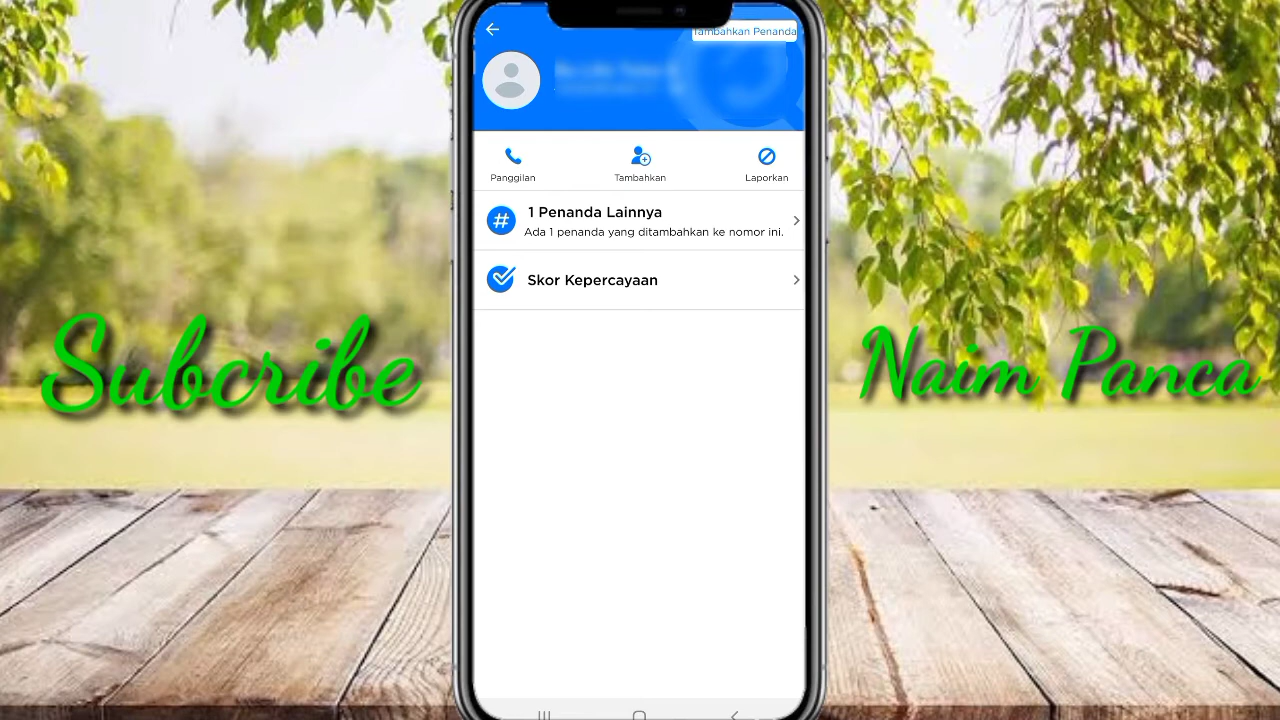 Tambahkan Penanda
Panggilan
Tambahkan
Laporkan
1 Penanda Lainnya
Ada 1 penanda yang ditambahkan ke nomor ini.
Skor Kepercayaan
Subcribe
Naim Panca